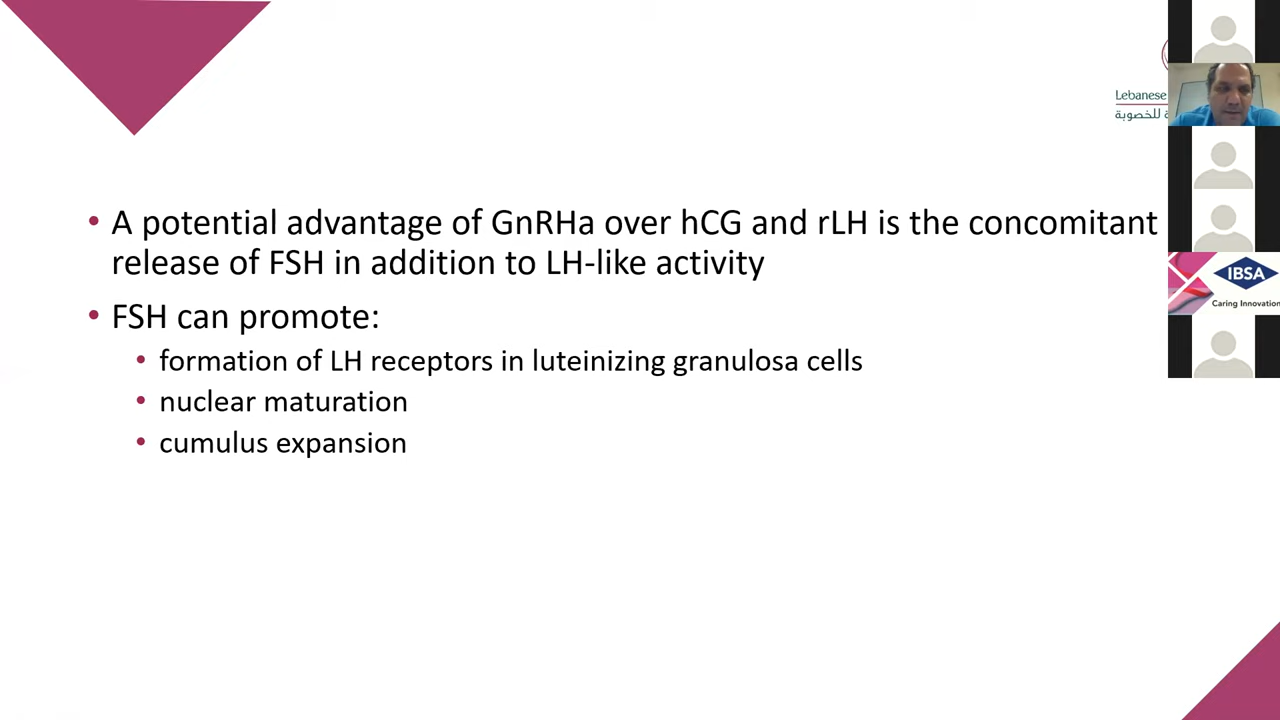 Lebanese
للخصوبة
• A potential advantage of GnRHa over hCG and rLH is the concomitant
release of FSH in addition to LH-like activity
• FSH can promote:
• formation of LH receptors in luteinizing granulosa cells
• nuclear maturation
• cumulus expansion
IBSA
Caring Innovation